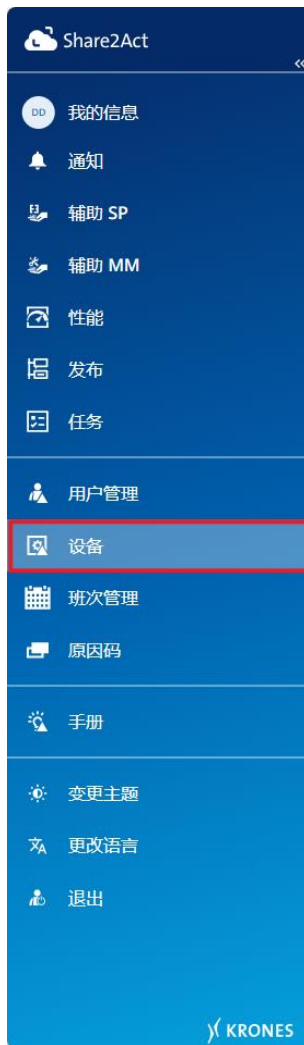 Share2Act
«
DD 我的信息
通知
辅助 SP
辅助 MM
性能
发布
任务
用户管理
设备
班次管理
原因码
手册
变更主题
更改语言
退出
KRONES